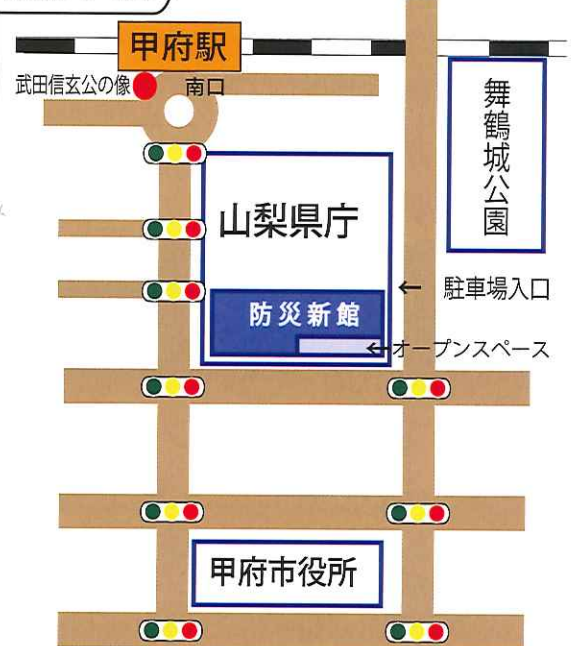 甲府駅
武田信玄公の像
南口
舞鶴城公園
山梨県庁
← 駐車場入口
防災新館
←オープンスペース
甲府市役所